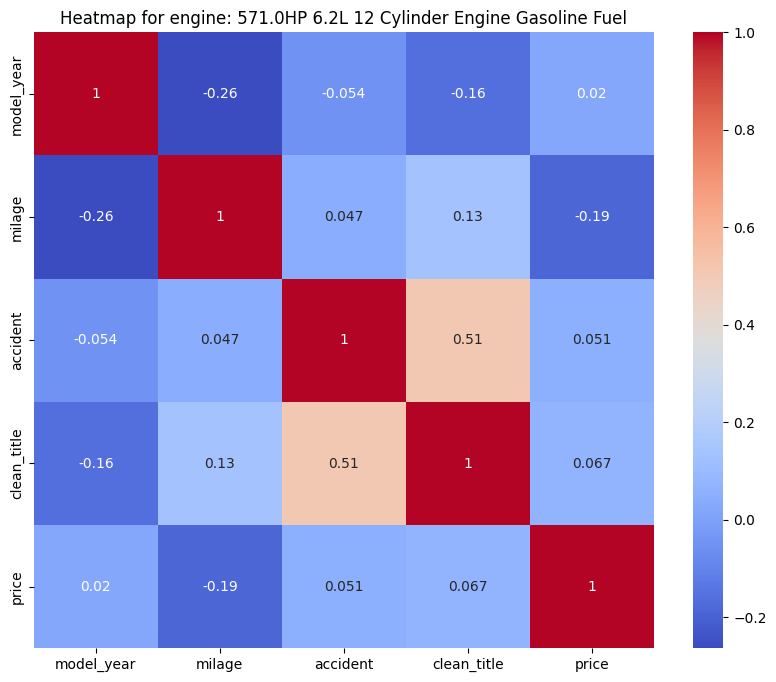 Heatmap for engine: 571.0HP 6.2L 12 Cylinder Engine Gasoline Fuel
model_year 1 -0.26 -0.054 -0.16 0.02
milage -0.26 1 0.047 0.13 -0.19
accident -0.054 0.047 1 0.51 0.051
clean_title -0.16 0.13 0.51 1 0.067
price 0.02 -0.19 0.051 0.067 1
model_year milage accident clean_title price
1.0
0.8
0.6
0.4
0.2
0.0
−0.2